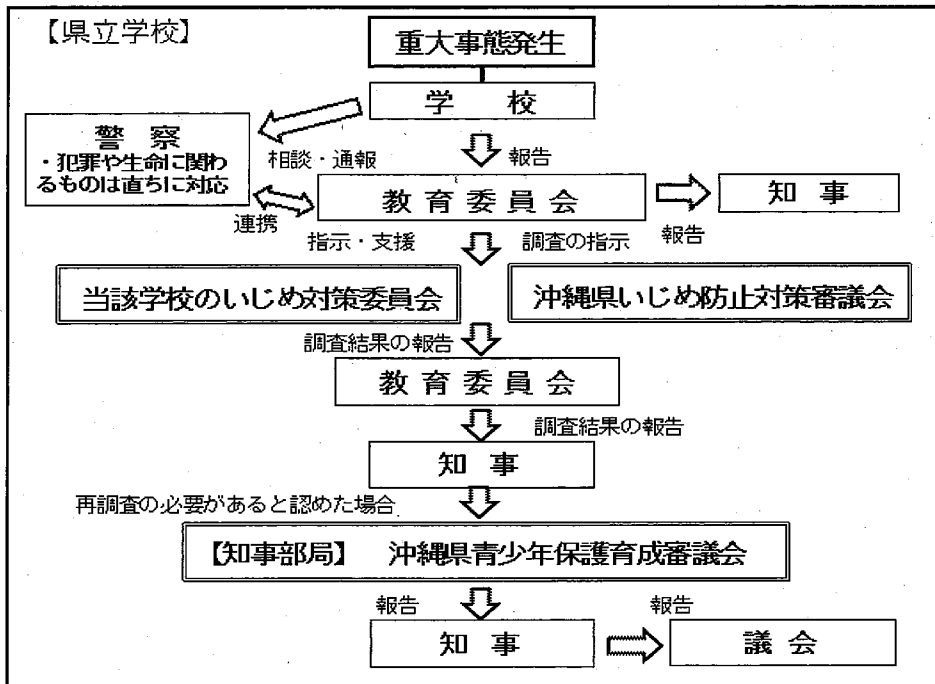 【県立学校】
重大事態発生
学　校
警　察
・犯罪や生命に関わ
るものは直ちに対応
相談・通報
報告
教 育 委 員 会
知　事
連携
報告
指示・支援
調査の指示
当該学校のいじめ対策委員会
沖縄県いじめ防止対策審議会
調査結果の報告
教 育 委 員 会
調査結果の報告
知　事
再調査の必要があると認めた場合
【知事部局】　沖縄県青少年保護育成審議会
報告
報告
知　事
議　会